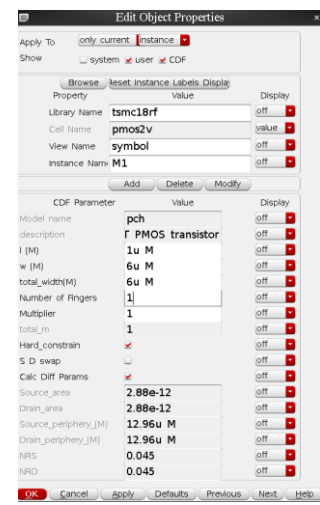 Edit Object Properties
Apply To only current instance
Show system user CDF
Browse Reset Instance Labels Display
Property Value Display
Library Name tsmc18rf off
Cell Name pmos2v value
View Name symbol off
Instance Name M1 off
Add Delete Modify
CDF Parameter Value Display
Model name pch off
description Γ PMOS transistor off
l (M) 1u M off
w (M) 6u M off
total_width(M) 6u M off
Number of Fingers 1 off
Multiplier 1 off
total_m 1 off
Hard_constrain off
S D swap off
Calc Diff Params off
Source_area 2.88e-12 off
Drain_area 2.88e-12 off
Source_periphery_(M) 12.96u M off
Drain_periphery_(M) 12.96u M off
NRS 0.045 off
NRD 0.045 off
OK Cancel Apply Defaults Previous Next Help